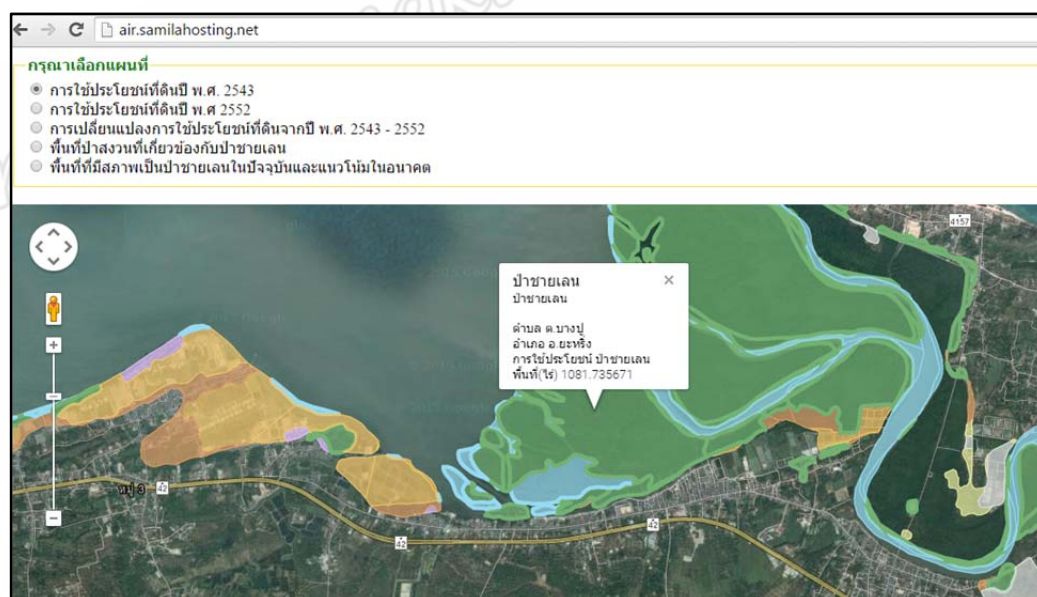 air.samilahosting.net
กรุณาเลือกแผนที่
การใช้ประโยชน์ที่ดินปี พ.ศ. 2543
การใช้ประโยชน์ที่ดินปี พ.ศ 2552
การเปลี่ยนแปลงการใช้ประโยชน์ที่ดินจากปี พ.ศ. 2543 - 2552
พื้นที่ป่าสงวนที่เกี่ยวข้องกับป่าชายเลน
พื้นที่ที่มีสภาพเป็นป่าชายเลนในปัจจุบันและแนวโน้มในอนาคต
4157
ป่าชายเลน
ป่าชายเลน
ตำบล ต.บางปู
อำเภอ อ.ยะหริ่ง
การใช้ประโยชน์ ป่าชายเลน
พื้นที่(ไร่) 1081.735671
หมู่ 3
42
42
42